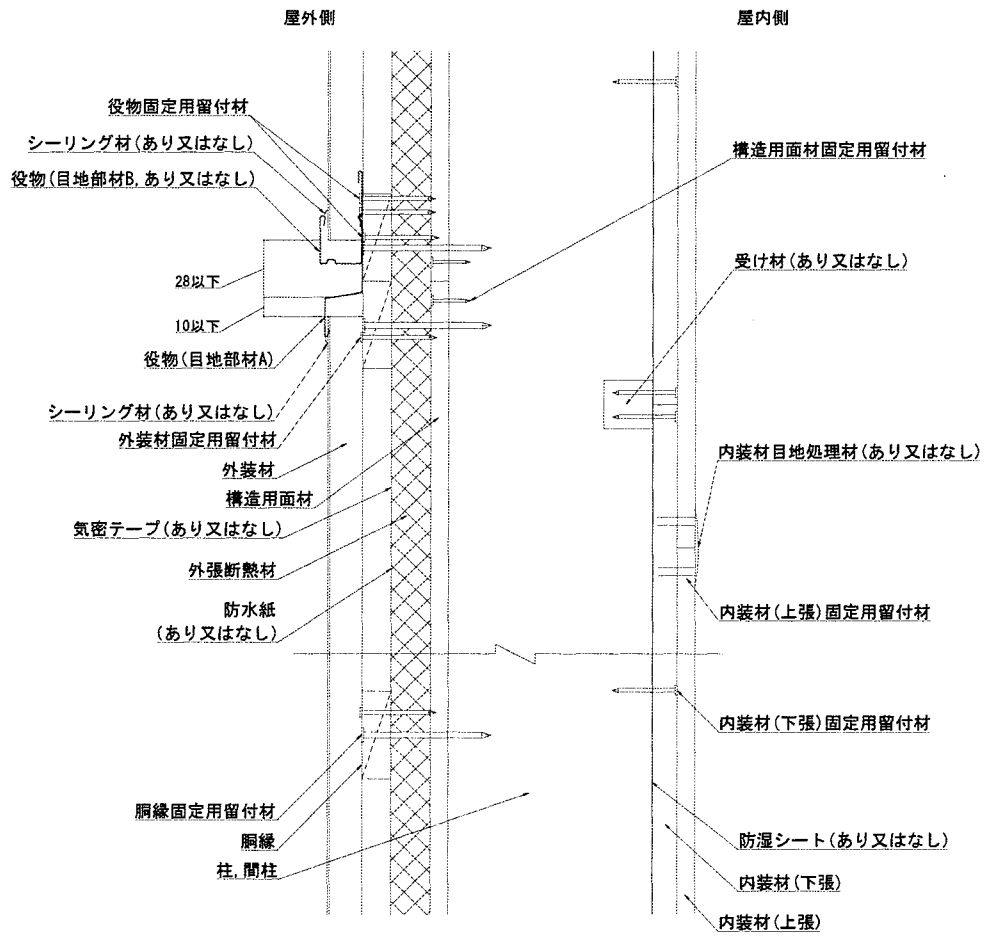 屋外側
屋内側
役物固定用留付材
シーリング材(あり又はなし)
役物(目地部材B,あり又はなし)
28以下
10以下
役物(目地部材A)
シーリング材(あり又はなし)
外装材固定用留付材
外装材
構造用面材
気密テープ(あり又はなし)
外張断熱材
防水紙
(あり又はなし)
胴縁固定用留付材
胴縁
柱,間柱
構造用面材固定用留付材
受け材(あり又はなし)
内装材目地処理材(あり又はなし)
内装材(上張)固定用留付材
内装材(下張)固定用留付材
防湿シート(あり又はなし)
内装材(下張)
内装材(上張)